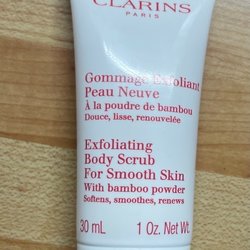 CLARINS
PARIS
Gommage Exfoliant
Peau Neuve
À la poudre de bambou
Douce, lisse, renouvelée
Exfoliating
Body Scrub
For Smooth Skin
With bamboo powder
Softens, smoothes, renews
30 mL 1 Oz. Net Wt.